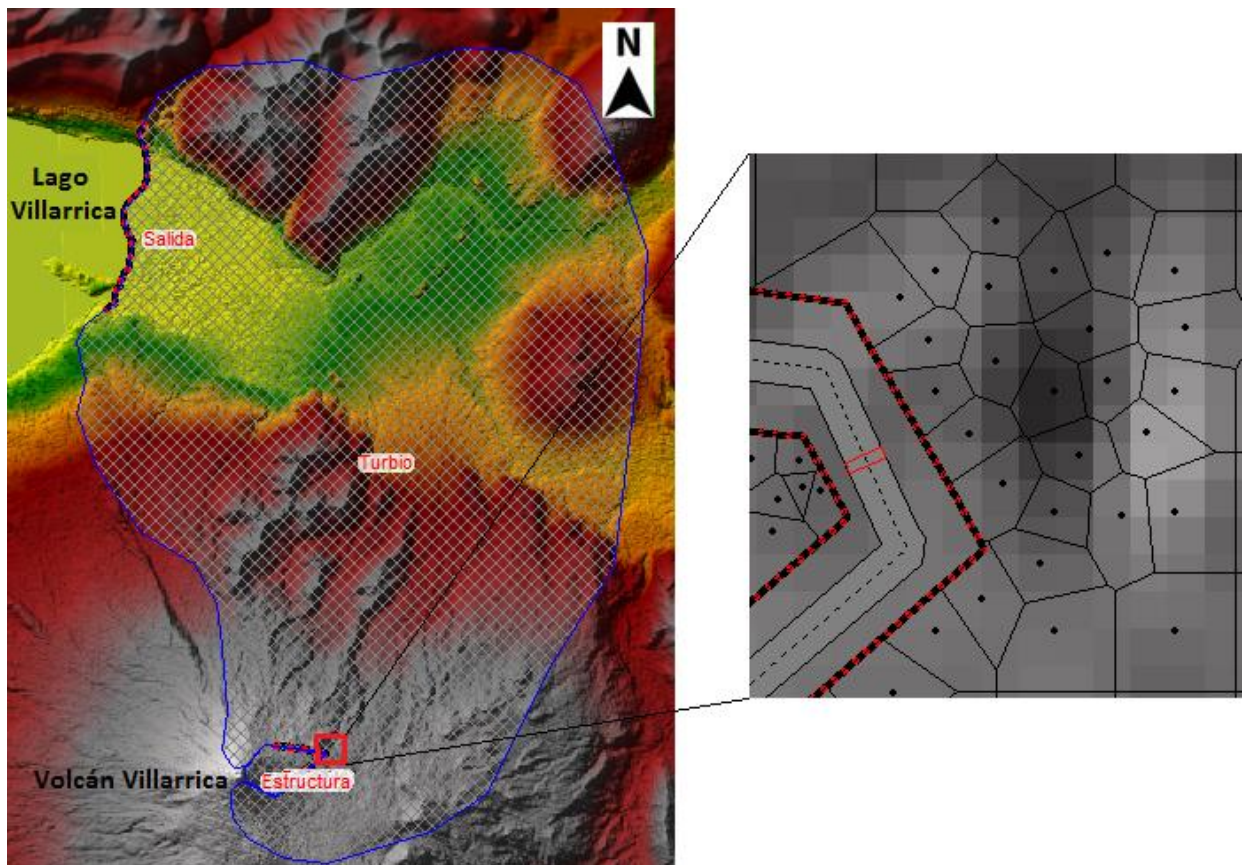 N
Lago
Villarrica
Salida
Turbio
Volcán Villarrica
Estructura